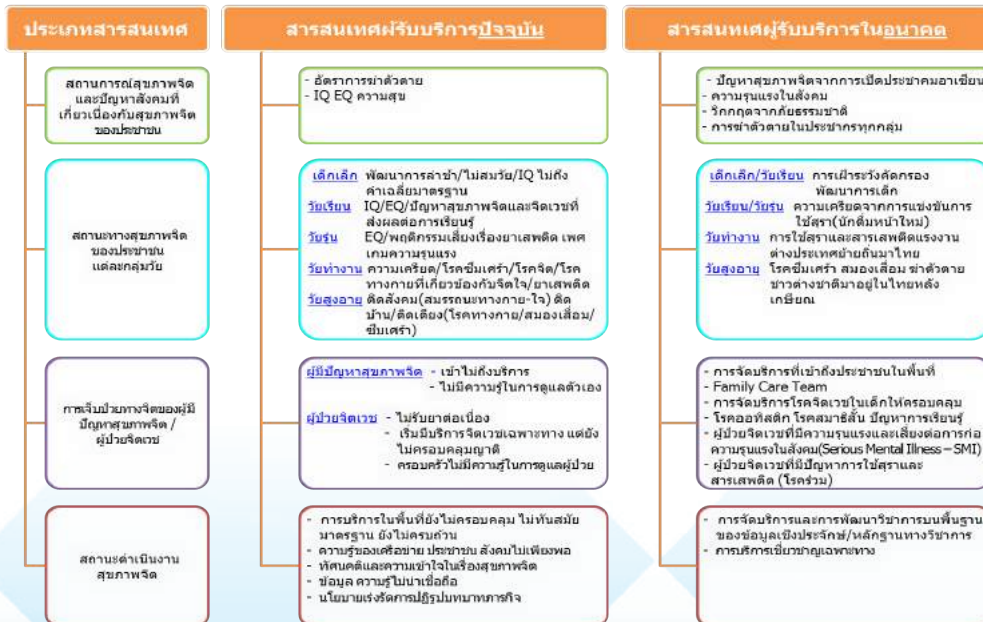 ประเภทสารสนเทศ
สารสนเทศผู้รับบริการปัจจุบัน
สารสนทเศผู้รับบริการในอนาคต
สถานการณ์สุขภาพจิต
และปัญหาสังคมที่
เกี่ยวเนื่องกับสุขภาพจิต
ของประชาชน
- อัตราการฆ่าตัวตาย
- IQ EQ ความสุข
- ปัญหาสุขภาพจิตจากการเปิดประชาคมอาเซียน
- ความรุนแรงในสังคม
- วิกกฤตจากภัยธรรมชาติ
- การฆ่าตัวตายในประชากรทุกกลุ่ม
สถานะทางสุขภาพจิต
ของประชาชน
แต่ละกลุ่มวัย
เด็กเล็ก พัฒนาการล่าช้า/ไม่สมวัย/IQ ไม่ถึง
ค่าเฉลี่ยมาตรฐาน
วัยเรียน IQ/EQ/ปัญหาสุขภาพจิตและจิตเวชที่
ส่งผลต่อการเรียนรู้
วัยรุ่น EQ/พฤติกรรมเสี่ยงเรื่องยาเสพติด เพศ
เกมความรุนแรง
วัยทำงาน ความเครียด/โรคซึมเศร้า/โรคจิต/โรค
ทางกายที่เกี่ยวข้องกับจิตใจ/ยาเสพติด
วัยสูงอายุ ติดสังคม(สมรรถนะทางกาย-ใจ) ติด
บ้าน/ติดเตียง(โรคทางกาย/สมองเสื่อม/
ซึมเศร้า)
เด็กเล็ก/วัยเรียน การเฝ้าระวังคัดกรอง
พัฒนาการเด็ก
วัยเรียน/วัยรุ่น ความเครียดจากการแข่งขันการ
ใช้สุรา(นักดื่มหน้าใหม่)
วัยทำงาน การใช้สุราและสารเสพติดแรงงาน
ต่างประเทศย้ายถิ่นมาไทย
วัยสูงอายุ โรคซึมเศร้า สมองเสื่อม ฆ่าตัวตาย
ชาวต่างชาติมาอยู่ในไทยหลัง
เกษียณ
การเจ็บป่วยทางจิตของผู้มี
ปัญหาสุขภาพจิต /
ผู้ป่วยจิตเวช
ผู้มีปัญหาสุขภาพจิต - เข้าไม่ถึงบริการ
- ไม่มีความรู้ในการดูแลตัวเอง
ผู้ป่วยจิตเวช - ไม่รับยาต่อเนื่อง
- เริ่มมีบริการจิตเวชเฉพาะทาง แต่ยัง
ไม่ครอบคลุมญาติ
- ครอบครัวไม่มีความรู้ในการดูแลผู้ป่วย
- การจัดบริการที่เข้าถึงประชาชนในพื้นที่
- Family Care Team
- การจัดบริการโรคจิตเวชในเด็กให้ครอบคลุม
- โรคออทิสติก โรคสมาธิสั้น ปัญหาการเรียนรู้
- ผู้ป่วยจิตเวชที่มีความรุนแรงและเสี่ยงต่อการก่อ
ความรุนแรงในสังคม(Serious Mental Illness – SMI)
- ผู้ป่วยจิตเวชที่มีปัญหาการใช้สุราและ
สารเสพติด (โรคร่วม)
สถานะดำเนินงาน
สุขภาพจิต
- การบริการในพื้นที่ยังไม่ครอบคลุม ไม่ทันสมัย
มาตรฐาน ยังไม่ครบถ้วน
- ความรู้ของเครือข่าย ประชาชน สังคมไม่เพียงพอ
- ทัศนคติและความเข้าใจในเรื่องสุขภาพจิต
- ข้อมูล ความรู้ไม่น่าเชื่อถือ
- นโยบายเร่งรัดการปฏิรูปบทบาทภารกิจ
- การจัดบริการและการพัฒนาวิชาการบนพื้นฐาน
ของข้อมูลเชิงประจักษ์/หลักฐานทางวิชาการ
- การบริการเชี่ยวชาญเฉพาะทาง